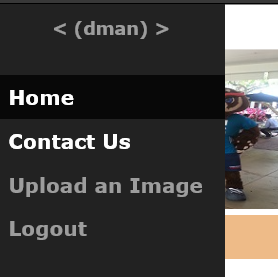 < (dman) >
Home
Contact Us
Upload an Image
Logout